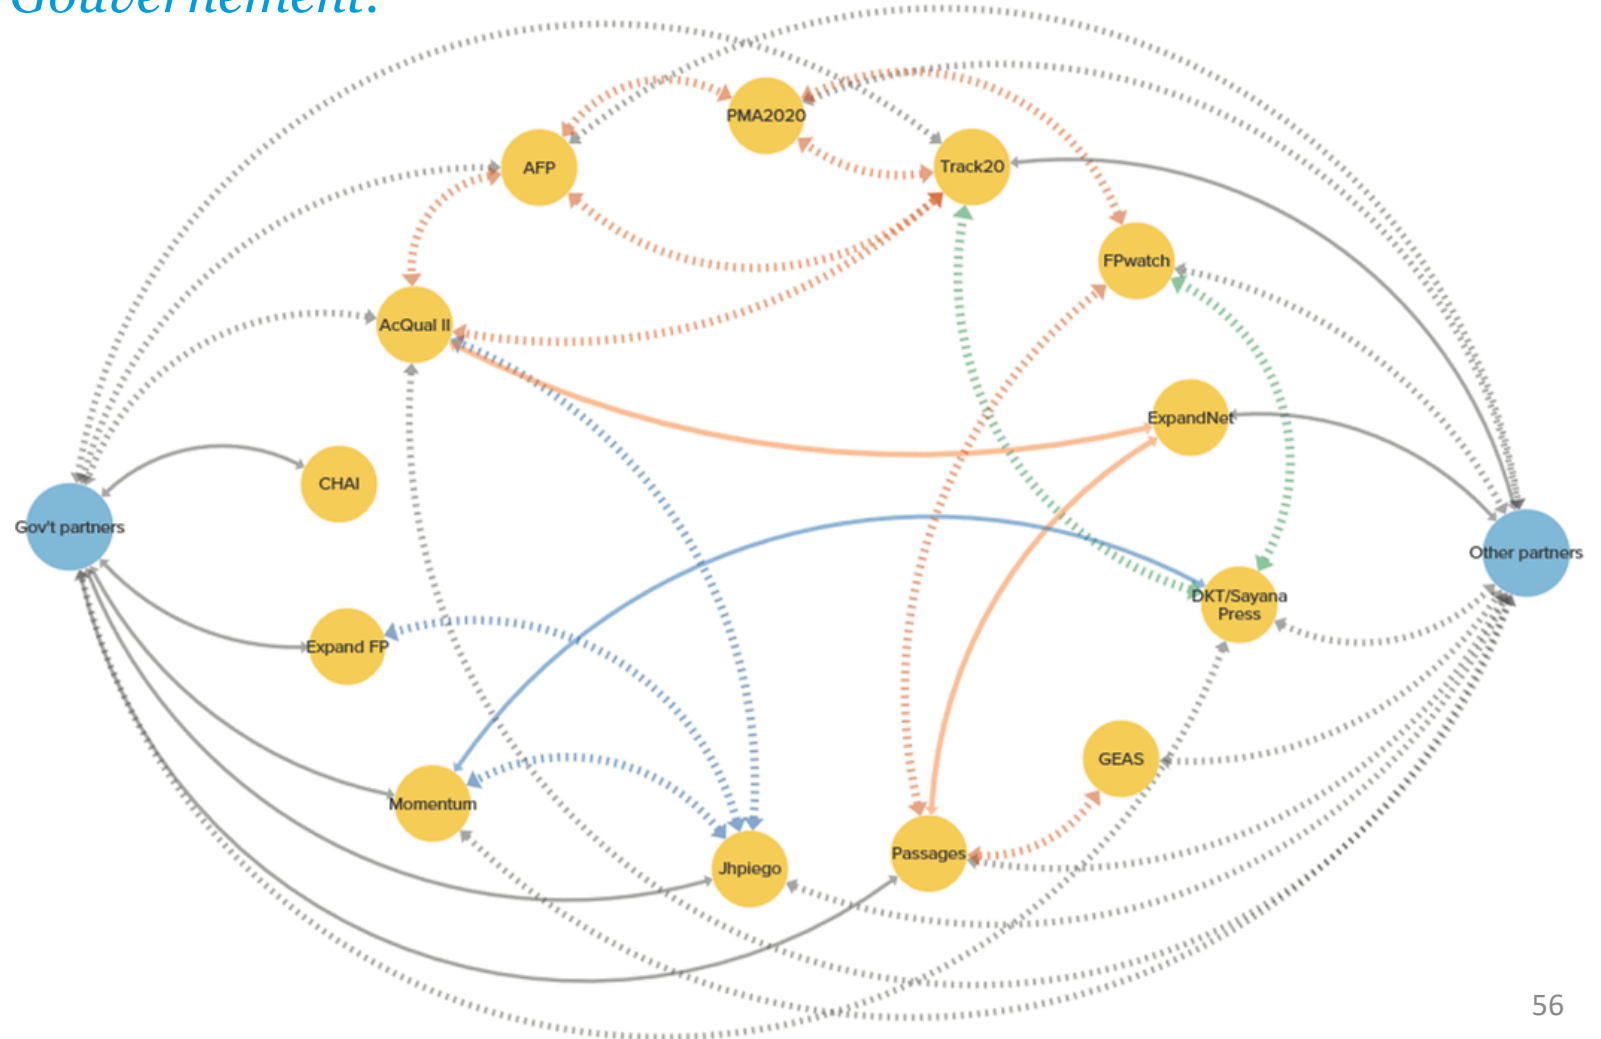 Gouvernement.
PMA2020
AFP
Track20
FPwatch
AcQual II
ExpandNet
CHAI
Gov't partners
Other partners
DKT/Sayana
Press
Expand FP
GEAS
Momentum
Passages
Jhpiego
56